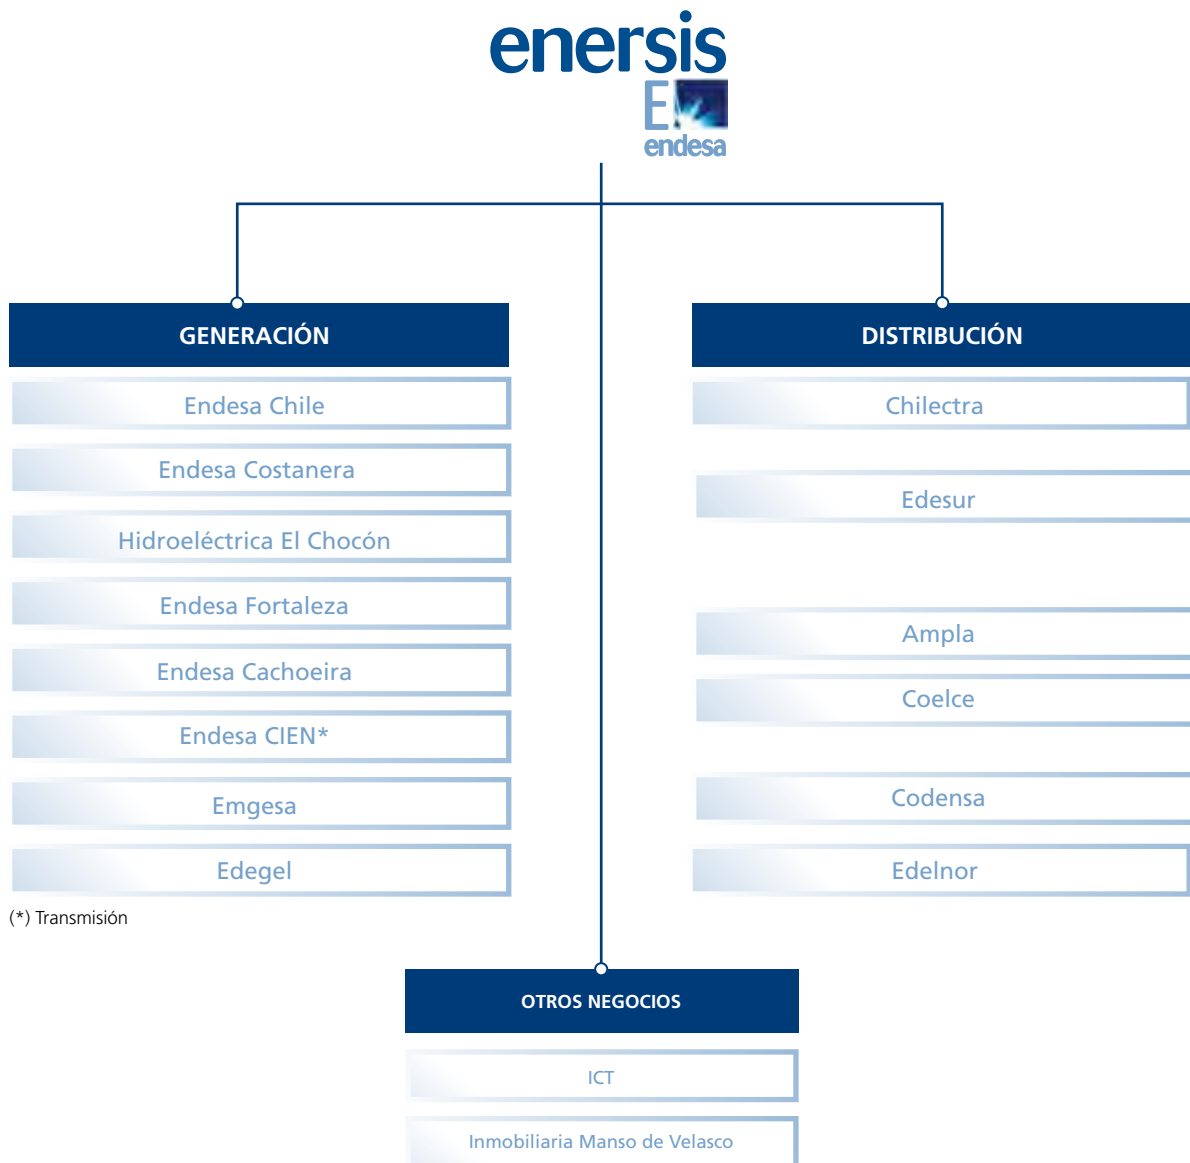 enersis
E
endesa
GENERACIÓN
Endesa Chile
Endesa Costanera
Hidroeléctrica El Chocón
Endesa Fortaleza
Endesa Cachoeira
Endesa CIEN*
Emgesa
Edegel
(*) Transmisión
DISTRIBUCIÓN
Chilectra
Edesur
Ampla
Coelce
Codensa
Edelnor
OTROS NEGOCIOS
ICT
Inmobiliaria Manso de Velasco